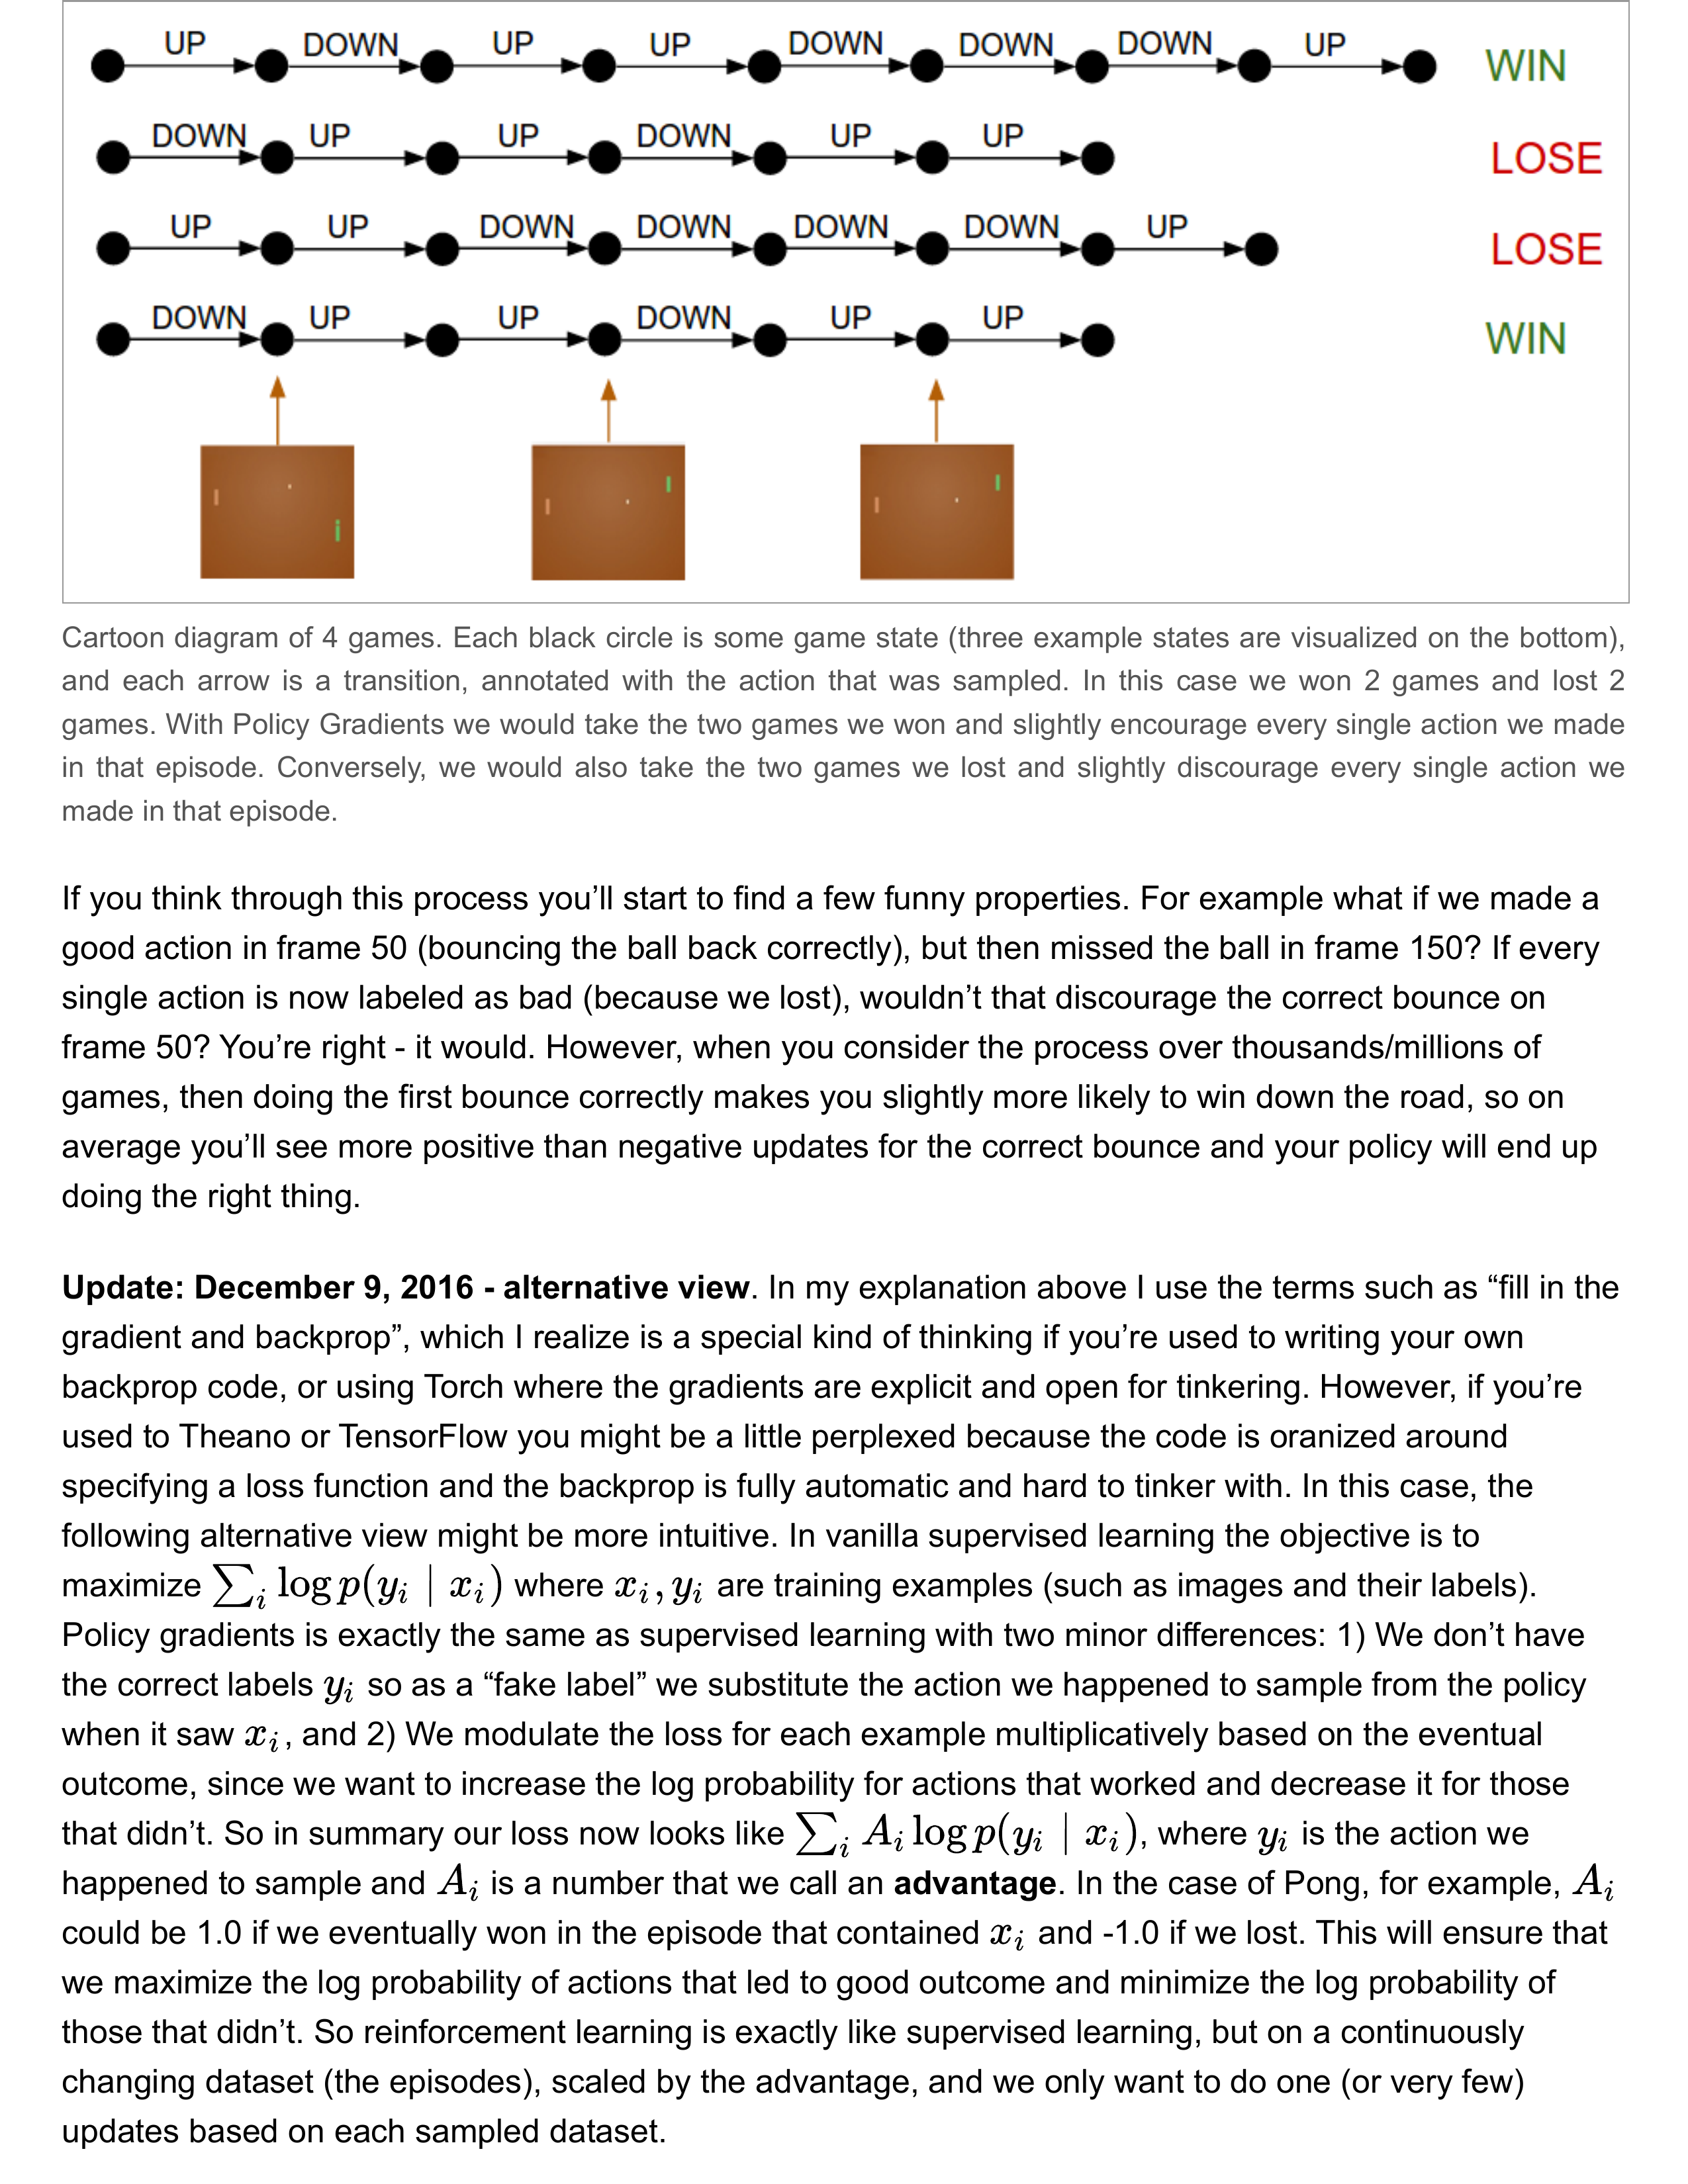 UP DOWN UP UP DOWN DOWN DOWN UP WIN
DOWN UP UP DOWN UP UP LOSE
UP UP DOWN DOWN DOWN DOWN UP LOSE
DOWN UP UP DOWN UP UP WIN
Cartoon diagram of 4 games. Each black circle is some game state (three example states are visualized on the bottom),
and each arrow is a transition, annotated with the action that was sampled. In this case we won 2 games and lost 2
games. With Policy Gradients we would take the two games we won and slightly encourage every single action we made
in that episode. Conversely, we would also take the two games we lost and slightly discourage every single action we
made in that episode.
If you think through this process you’ll start to find a few funny properties. For example what if we made a
good action in frame 50 (bouncing the ball back correctly), but then missed the ball in frame 150? If every
single action is now labeled as bad (because we lost), wouldn’t that discourage the correct bounce on
frame 50? You’re right - it would. However, when you consider the process over thousands/millions of
games, then doing the first bounce correctly makes you slightly more likely to win down the road, so on
average you’ll see more positive than negative updates for the correct bounce and your policy will end up
doing the right thing.
Update: December 9, 2016 - alternative view. In my explanation above I use the terms such as “fill in the
gradient and backprop”, which I realize is a special kind of thinking if you’re used to writing your own
backprop code, or using Torch where the gradients are explicit and open for tinkering. However, if you’re
used to Theano or TensorFlow you might be a little perplexed because the code is oranized around
specifying a loss function and the backprop is fully automatic and hard to tinker with. In this case, the
following alternative view might be more intuitive. In vanilla supervised learning the objective is to
maximize ∑_i log p(y_i | x_i) where x_i, y_i are training examples (such as images and their labels).
Policy gradients is exactly the same as supervised learning with two minor differences: 1) We don’t have
the correct labels y_i so as a “fake label” we substitute the action we happened to sample from the policy
when it saw x_i, and 2) We modulate the loss for each example multiplicatively based on the eventual
outcome, since we want to increase the log probability for actions that worked and decrease it for those
that didn’t. So in summary our loss now looks like ∑_i A_i log p(y_i | x_i), where y_i is the action we
happened to sample and A_i is a number that we call an advantage. In the case of Pong, for example, A_i
could be 1.0 if we eventually won in the episode that contained x_i and -1.0 if we lost. This will ensure that
we maximize the log probability of actions that led to good outcome and minimize the log probability of
those that didn’t. So reinforcement learning is exactly like supervised learning, but on a continuously
changing dataset (the episodes), scaled by the advantage, and we only want to do one (or very few)
updates based on each sampled dataset.